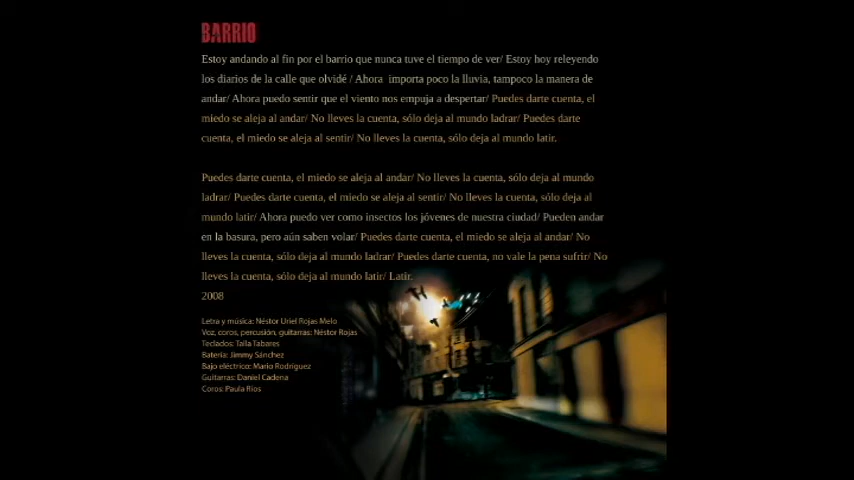 BARRIO
Estoy andando al fin por el barrio que nunca tuve el tiempo de ver/ Estoy hoy releyendo
los diarios de la calle que olvidé / Ahora importa poco la lluvia, tampoco la manera de
andar/ Ahora puedo sentir que el viento nos empuja a despertar/ Puedes darte cuenta, el
miedo se aleja al andar/ No lleves la cuenta, sólo deja al mundo ladrar/ Puedes darte
cuenta, el miedo se aleja al sentir/ No lleves la cuenta, sólo deja al mundo latir.
Puedes darte cuenta, el miedo se aleja al andar/ No lleves la cuenta, sólo deja al mundo
ladrar/ Puedes darte cuenta, el miedo se aleja al sentir/ No lleves la cuenta, sólo deja al
mundo latir/ Ahora puedo ver como insectos los jóvenes de nuestra ciudad/ Pueden andar
en la basura, pero aún saben volar/ Puedes darte cuenta, el miedo se aleja al andar/ No
lleves la cuenta, sólo deja al mundo ladrar/ Puedes darte cuenta, no vale la pena sufrir/ No
lleves la cuenta, sólo deja al mundo latir/ Latir.
2008
Letra y música: Néstor Uriel Rojas Melo
Voz, coros, percusión, guitarras: Néstor Rojas
Teclados: Talla Tabares
Batería: Jimmy Sánchez
Bajo eléctrico: Mario Rodríguez
Guitarras: Daniel Cadena
Coros: Paula Ríos